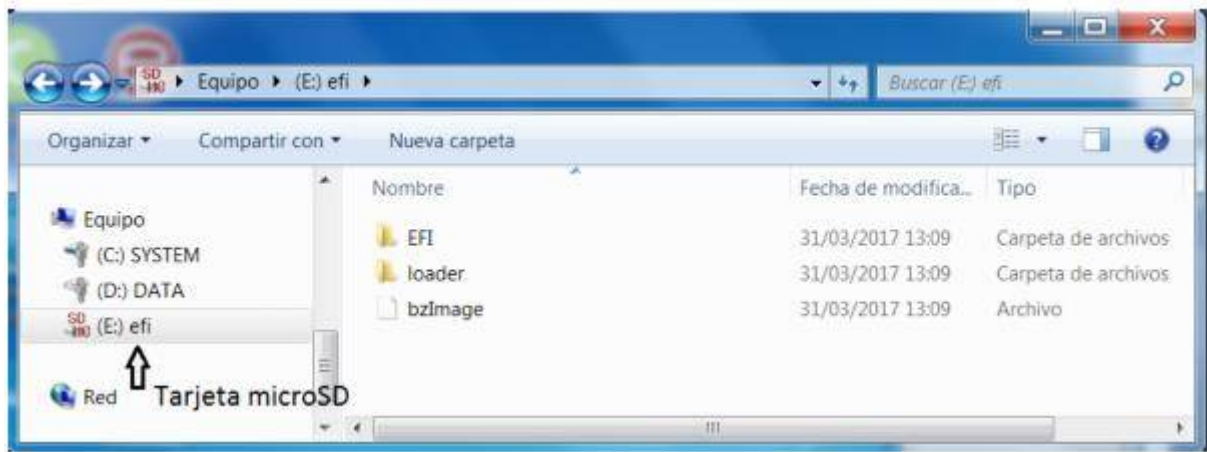 Equipo ▸ (E:) efi ▸ Buscar (E:) efi
Organizar Compartir con Nueva carpeta
Nombre Fecha de modifica... Tipo
Equipo
(C:) SYSTEM
(D:) DATA
SD (E:) efi
Red
Tarjeta microSD
EFI 31/03/2017 13:09 Carpeta de archivos
loader 31/03/2017 13:09 Carpeta de archivos
bzImage 31/03/2017 13:09 Archivo